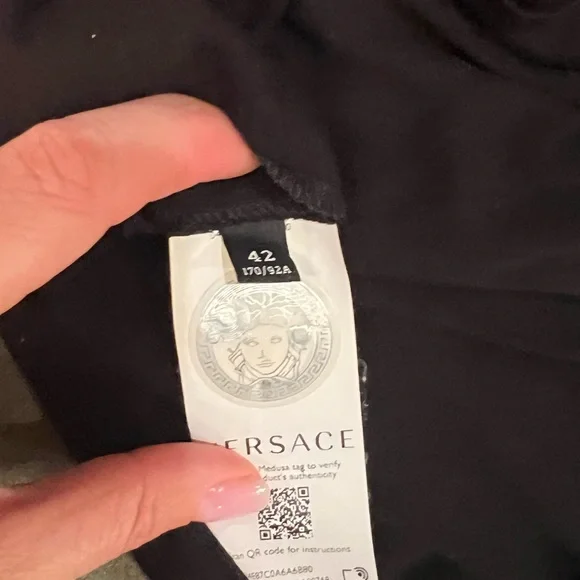 42
170/92A
ERSACE
Medusa tag to verify
duct's authenticity
an QR code for instructions